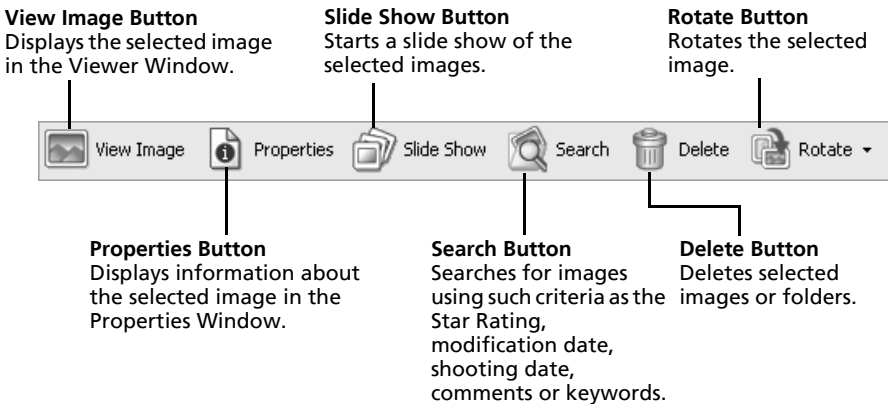 View Image Button
Displays the selected image
in the Viewer Window.
Slide Show Button
Starts a slide show of the
selected images.
Rotate Button
Rotates the selected
image.
View Image
Properties
Slide Show
Search
Delete
Rotate
Properties Button
Displays information about
the selected image in the
Properties Window.
Search Button
Searches for images
using such criteria as the
Star Rating,
modification date,
shooting date,
comments or keywords.
Delete Button
Deletes selected
images or folders.